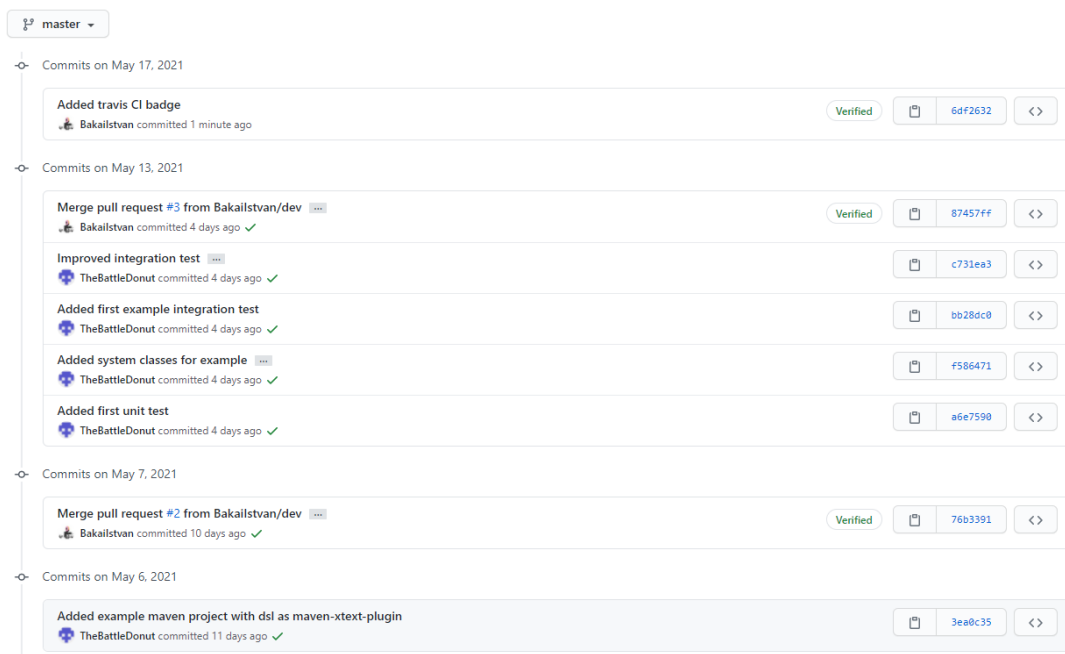 master
Commits on May 17, 2021
Added travis CI badge
BakaiIstvan committed 1 minute ago
Verified
6df2632
Commits on May 13, 2021
Merge pull request #3 from BakaiIstvan/dev ...
BakaiIstvan committed 4 days ago
Verified
87457ff
Improved integration test ...
TheBattleDonut committed 4 days ago
c731ea3
Added first example integration test
TheBattleDonut committed 4 days ago
bb28dc0
Added system classes for example ...
TheBattleDonut committed 4 days ago
f586471
Added first unit test
TheBattleDonut committed 4 days ago
a6e7590
Commits on May 7, 2021
Merge pull request #2 from BakaiIstvan/dev ...
BakaiIstvan committed 10 days ago
Verified
76b3391
Commits on May 6, 2021
Added example maven project with dsl as maven-xtext-plugin
TheBattleDonut committed 11 days ago
3ea0c35